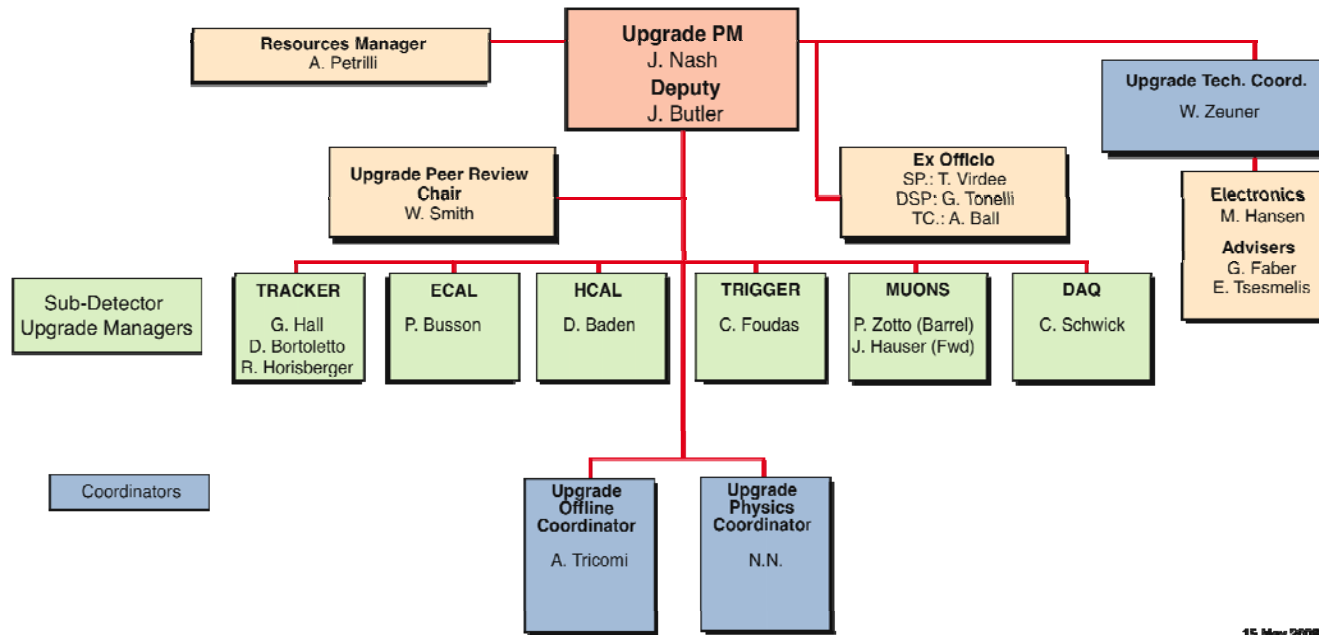 Resources Manager
A. Petrilli
Upgrade PM
J. Nash
Deputy
J. Butler
Upgrade Tech. Coord.
W. Zeuner
Upgrade Peer Review
Chair
W. Smith
Ex Officio
SP.: T. Virdee
DSP: G. Tonelli
TC.: A. Ball
Electronics
M. Hansen
Advisers
G. Faber
E. Tsesmelis
Sub-Detector
Upgrade Managers
TRACKER
G. Hall
D. Bortoletto
R. Horisberger
ECAL
P. Busson
HCAL
D. Baden
TRIGGER
C. Foudas
MUONS
P. Zotto (Barrel)
J. Hauser (Fwd)
DAQ
C. Schwick
Coordinators
Upgrade
Offline
Coordinator
A. Tricomi
Upgrade
Physics
Coordinator
N.N.
15 May